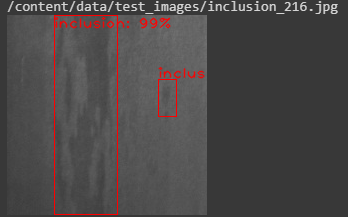 /content/data/test_images/inclusion_216.jpg
inclusion: 99%
inclus